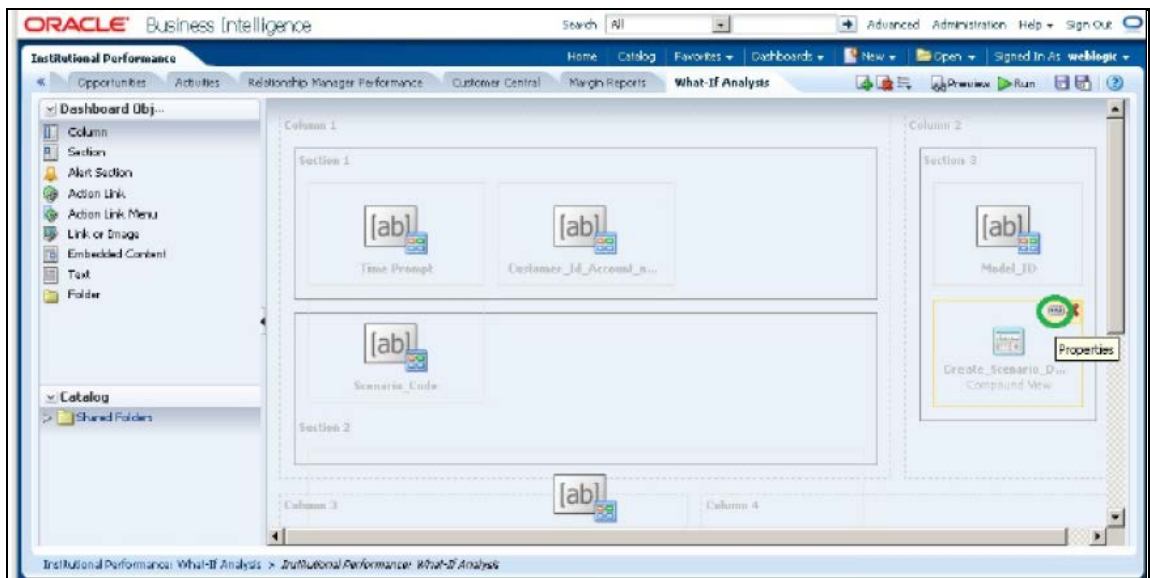 ORACLE Business Intelligence Search All Advanced Administration Help Sign Out
Institutional Performance Home Catalog Favorites Dashboards New Open Signed In As weblogic
Opportunities Activities Relationship Manager Performance Customer Central Margin Reports What-If Analysis Preview Run
Dashboard Obj...
Column
Section
Alert Section
Action Link
Action Link Menu
Link or Image
Embedded Content
Text
Folder
Catalog
Shared Folders
Column 1
Section 1
[ab]
Time Prompt
[ab]
Customer_Id_Account_n...
[ab]
Scenario_Code
Section 2
Column 2
Section 3
[ab]
Model_ID
Properties
Create_Scenario_D...
Compound View
Column 3
[ab]
Column 4
Institutional Performance: What-If Analysis > Institutional Performance: What-If Analysis